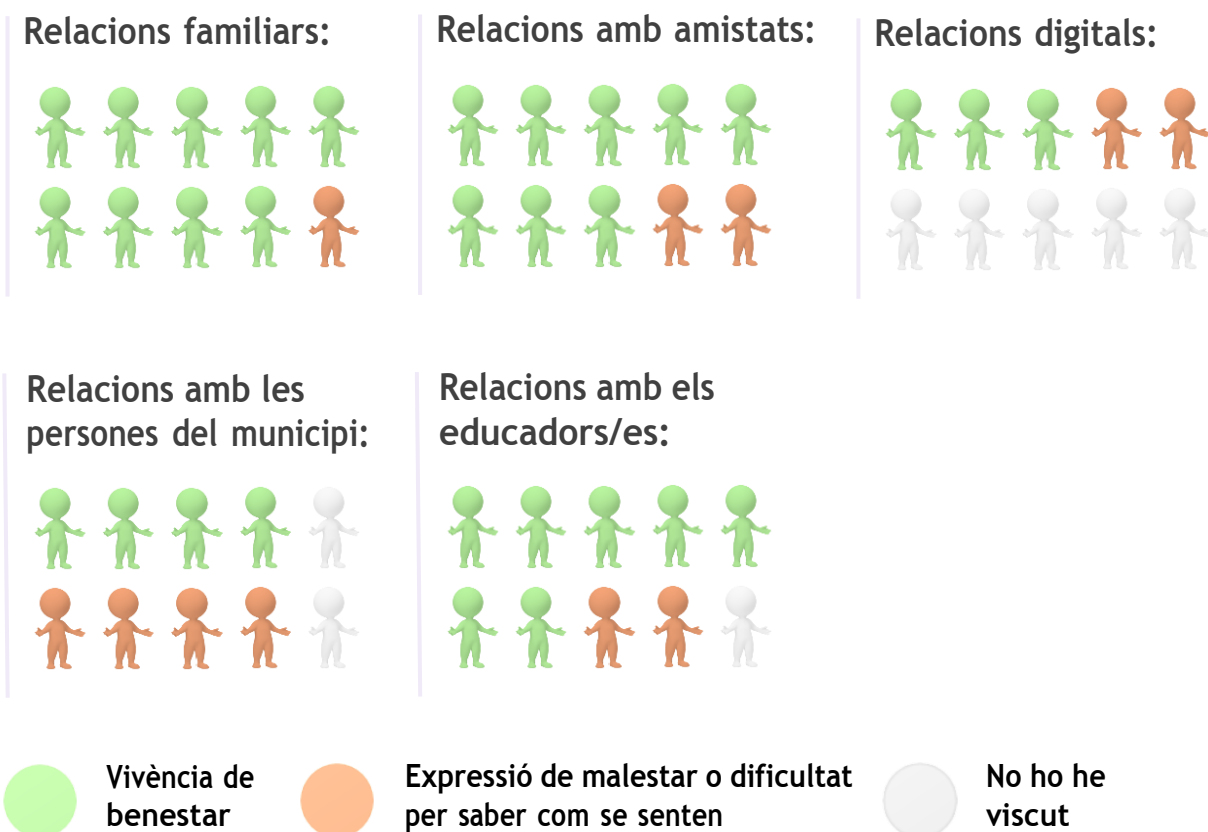 Relacions familiars:
Relacions amb amistats:
Relacions digitals:
Relacions amb les
persones del municipi:
Relacions amb els
educadors/es:
Vivència de
benestar
Expressió de malestar o dificultat
per saber com se senten
No ho he
viscut